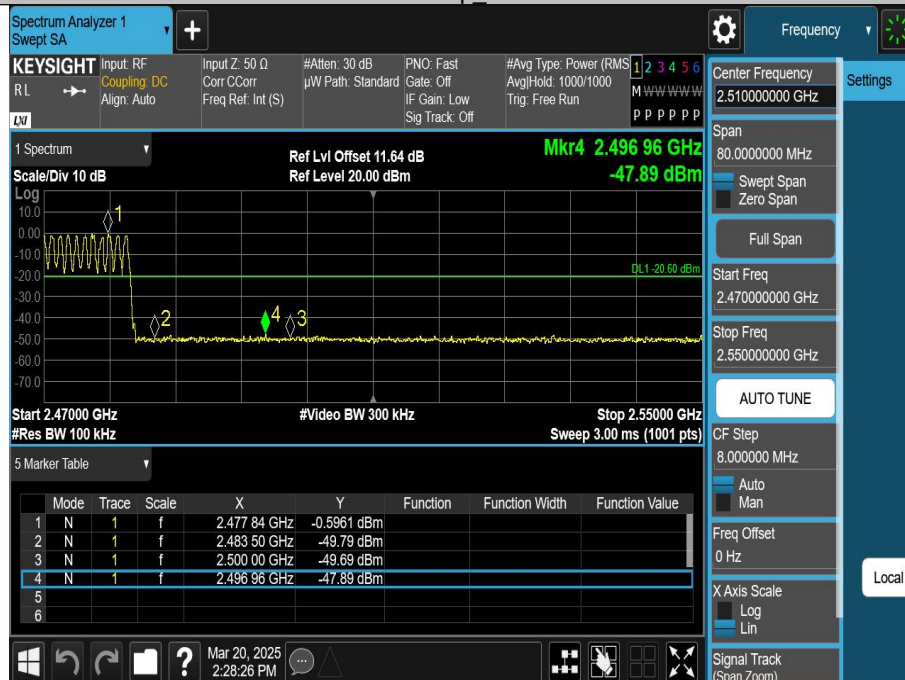 Spectrum Analyzer 1
Swept SA
+
Frequency
KEYSIGHT
RL
LXI
Input: RF
Coupling: DC
Align: Auto
Input Z: 50 Ω
Corr CCorr
Freq Ref: Int (S)
#Atten: 30 dB
µW Path: Standard
PNO: Fast
Gate: Off
IF Gain: Low
Sig Track: Off
#Avg Type: Power (RMS
Avg|Hold: 1000/1000
Trig: Free Run
1 2 3 4 5 6
M W W W W W
P P P P P P
1 Spectrum
Scale/Div 10 dB
Ref Lvl Offset 11.64 dB
Ref Level 20.00 dBm
Mkr4 2.496 96 GHz
-47.89 dBm
Log
10.0
0.00
-10.0
-20.0
-30.0
-40.0
-50.0
-60.0
-70.0
1
2
4
3
DL1 -20.60 dBm
Start 2.47000 GHz
#Video BW 300 kHz
Stop 2.55000 GHz
#Res BW 100 kHz
Sweep 3.00 ms (1001 pts)
5 Marker Table
Mode Trace Scale X Y Function Function Width Function Value
1 N 1 f 2.477 84 GHz -0.5961 dBm
2 N 1 f 2.483 50 GHz -49.79 dBm
3 N 1 f 2.500 00 GHz -49.69 dBm
4 N 1 f 2.496 96 GHz -47.89 dBm
5
6
?
Mar 20, 2025
2:28:26 PM
Center Frequency
2.510000000 GHz
Settings
Span
80.0000000 MHz
Swept Span
Zero Span
Full Span
Start Freq
2.470000000 GHz
Stop Freq
2.550000000 GHz
AUTO TUNE
CF Step
8.000000 MHz
Auto
Man
Freq Offset
0 Hz
Local
X Axis Scale
Log
Lin
Signal Track
(Span Zoom)